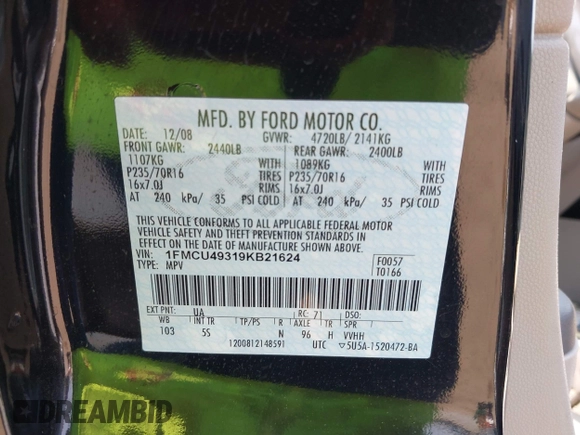 MFD. BY FORD MOTOR CO.
DATE: 12/08 GVWR: 4720LB/ 2141KG
FRONT GAWR: 2440LB REAR GAWR: 2400LB
1107KG WITH 1089KG WITH
P235/70R16 TIRES P235/70R16 TIRES
16x7.0J RIMS 16x7.0J RIMS
AT 240 kPa/ 35 PSI COLD AT 240 kPa/ 35 PSI COLD
THIS VEHICLE CONFORMS TO ALL APPLICABLE FEDERAL MOTOR
VEHICLE SAFETY AND THEFT PREVENTION STANDARDS IN
EFFECT ON THE DATE OF MANUFACTURE SHOWN ABOVE.
VIN: 1FMCU49319KB21624 F0057
TYPE: MPV T0166
EXT PNT: UA RC: 71 DSO:
WB INT TR TP/PS R AXLE TR SPR
103 5S N 96 H VVHH
1200812148591 UTC ▽5U5A-1520472-BA
DREAMBID